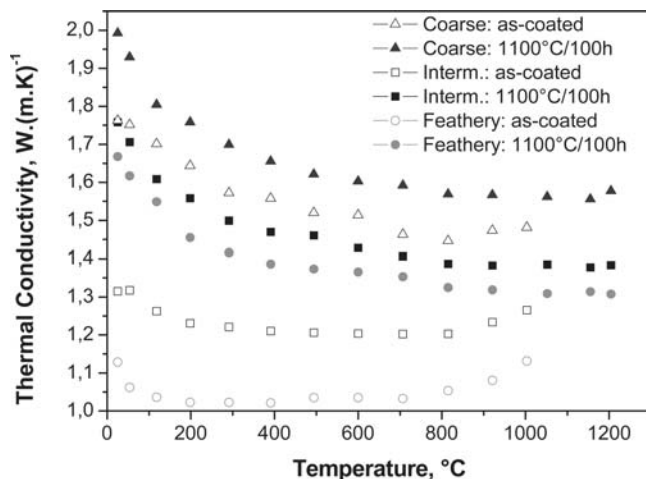 Thermal Conductivity, W.(m.K)-1
2,0
1,9
1,8
1,7
1,6
1,5
1,4
1,3
1,2
1,1
1,0
Coarse: as-coated
Coarse: 1100°C/100h
Interm.: as-coated
Interm.: 1100°C/100h
Feathery: as-coated
Feathery: 1100°C/100h
0 200 400 600 800 1000 1200
Temperature, °C